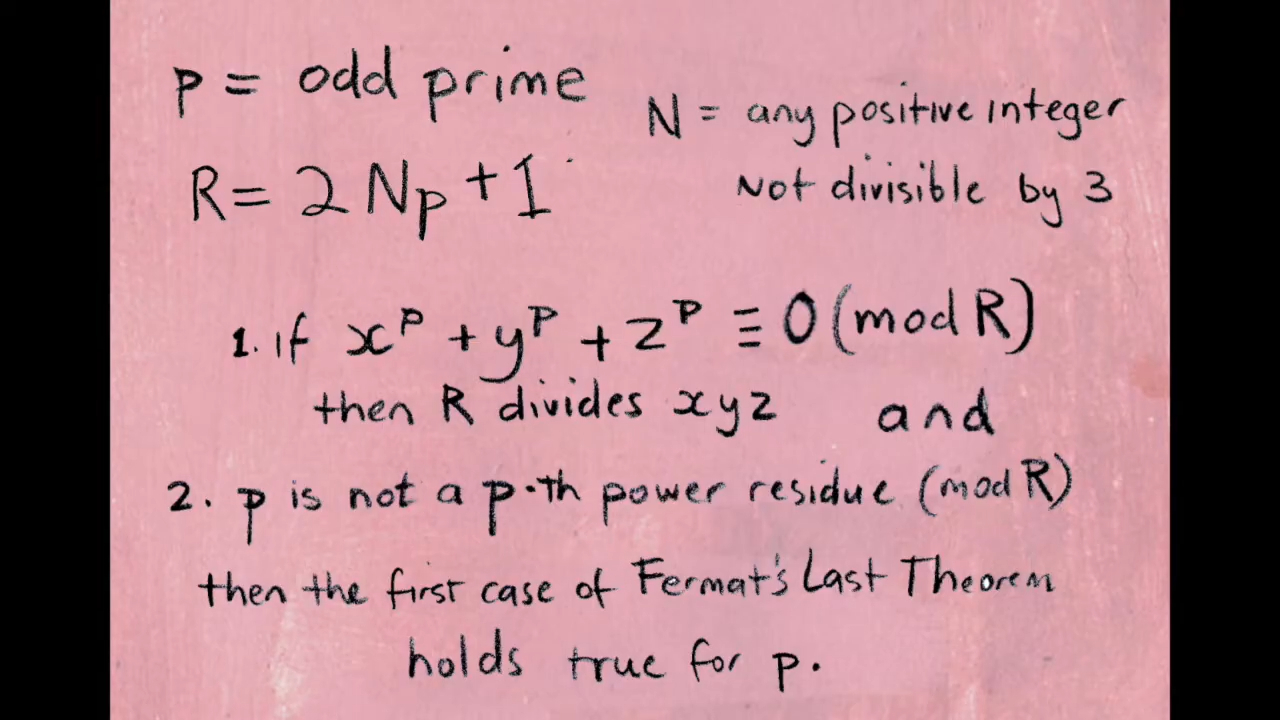 p = odd prime
N = any positive integer
not divisible by 3
R = 2Np + 1
1. if x^p + y^p + z^p ≡ 0 (mod R)
then R divides xyz and
2. p is not a p-th power residue (mod R)
then the first case of Fermat's Last Theorem
holds true for p.